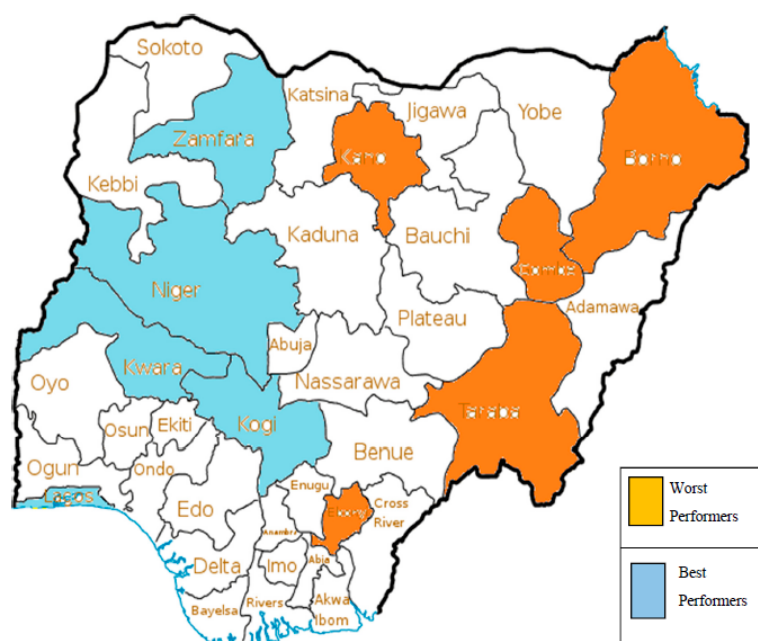 Sokoto
Katsina
Jigawa
Yobe
Borno
Zamfara
Kano
Kebbi
Kaduna
Bauchi
Gombe
Niger
Adamawa
Plateau
Abuja
Kwara
Nassarawa
Oyo
Taraba
Kogi
Osun
Ekiti
Benue
Ogun
Ondo
Lagos
Edo
Enugu
Ebonyi
Cross
River
Anambra
Delta
Imo
Abia
Bayelsa
Rivers
Akwa
Ibom
Worst
Performers
Best
Performers